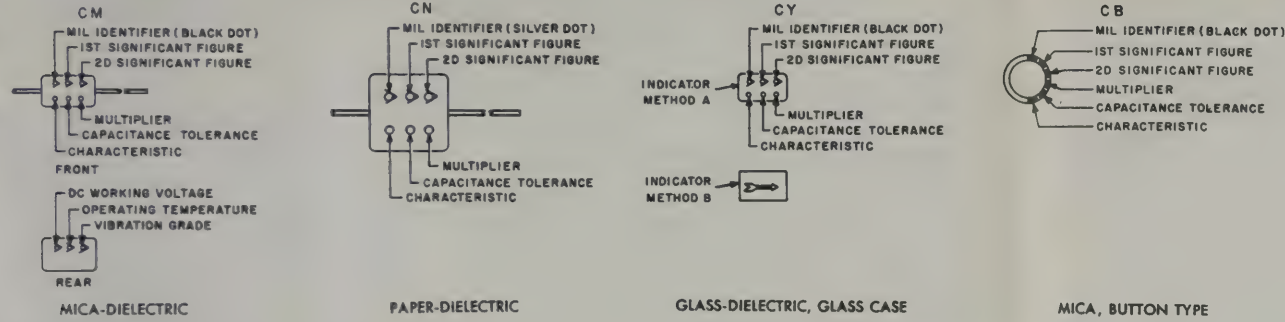 CM
MIL IDENTIFIER (BLACK DOT)
1ST SIGNIFICANT FIGURE
2D SIGNIFICANT FIGURE
MULTIPLIER
CAPACITANCE TOLERANCE
CHARACTERISTIC
FRONT
DC WORKING VOLTAGE
OPERATING TEMPERATURE
VIBRATION GRADE
REAR
MICA-DIELECTRIC
CN
MIL IDENTIFIER (SILVER DOT)
1ST SIGNIFICANT FIGURE
2D SIGNIFICANT FIGURE
MULTIPLIER
CAPACITANCE TOLERANCE
CHARACTERISTIC
PAPER-DIELECTRIC
CY
MIL IDENTIFIER (BLACK DOT)
1ST SIGNIFICANT FIGURE
2D SIGNIFICANT FIGURE
INDICATOR
METHOD A
MULTIPLIER
CAPACITANCE TOLERANCE
CHARACTERISTIC
INDICATOR
METHOD B
GLASS-DIELECTRIC, GLASS CASE
CB
MIL IDENTIFIER (BLACK DOT)
1ST SIGNIFICANT FIGURE
2D SIGNIFICANT FIGURE
MULTIPLIER
CAPACITANCE TOLERANCE
CHARACTERISTIC
MICA, BUTTON TYPE